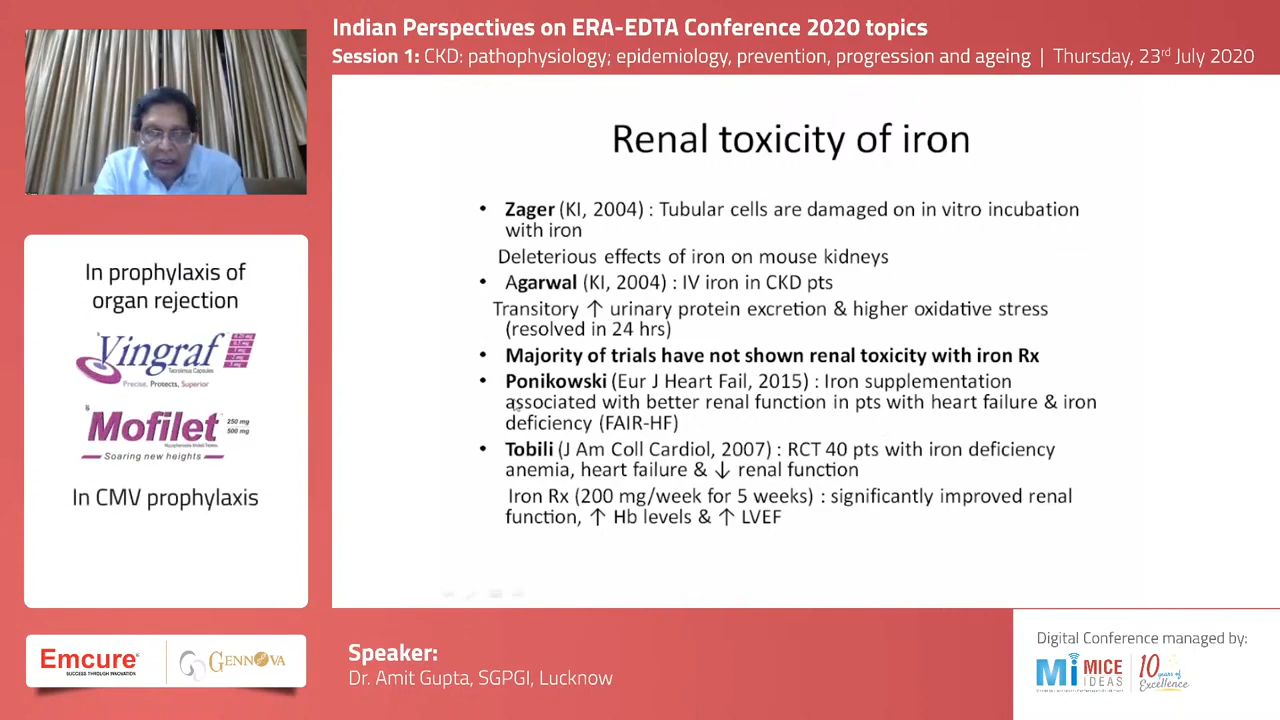 Indian Perspectives on ERA-EDTA Conference 2020 topics
Session 1: CKD: pathophysiology; epidemiology, prevention, progression and ageing | Thursday, 23rd July 2020
Renal toxicity of iron
• Zager (KI, 2004) : Tubular cells are damaged on in vitro incubation
with iron
Deleterious effects of iron on mouse kidneys
• Agarwal (KI, 2004) : IV iron in CKD pts
Transitory ↑ urinary protein excretion & higher oxidative stress
(resolved in 24 hrs)
• Majority of trials have not shown renal toxicity with iron Rx
• Ponikowski (Eur J Heart Fail, 2015) : Iron supplementation
associated with better renal function in pts with heart failure & iron
deficiency (FAIR-HF)
• Tobili (J Am Coll Cardiol, 2007) : RCT 40 pts with iron deficiency
anemia, heart failure & ↓ renal function
Iron Rx (200 mg/week for 5 weeks) : significantly improved renal
function, ↑ Hb levels & ↑ LVEF
In prophylaxis of
organ rejection
Vingraf
Tacrolimus Capsules
Precise, Protects, Superior
Mofilet
250 mg
500 mg
Soaring new heights
In CMV prophylaxis
Emcure®
SUCCESS THROUGH INNOVATION
GENNOVA
Speaker:
Dr. Amit Gupta, SGPGI, Lucknow
Digital Conference managed by:
Mi MICE
IDEAS
10 years of
Excellence